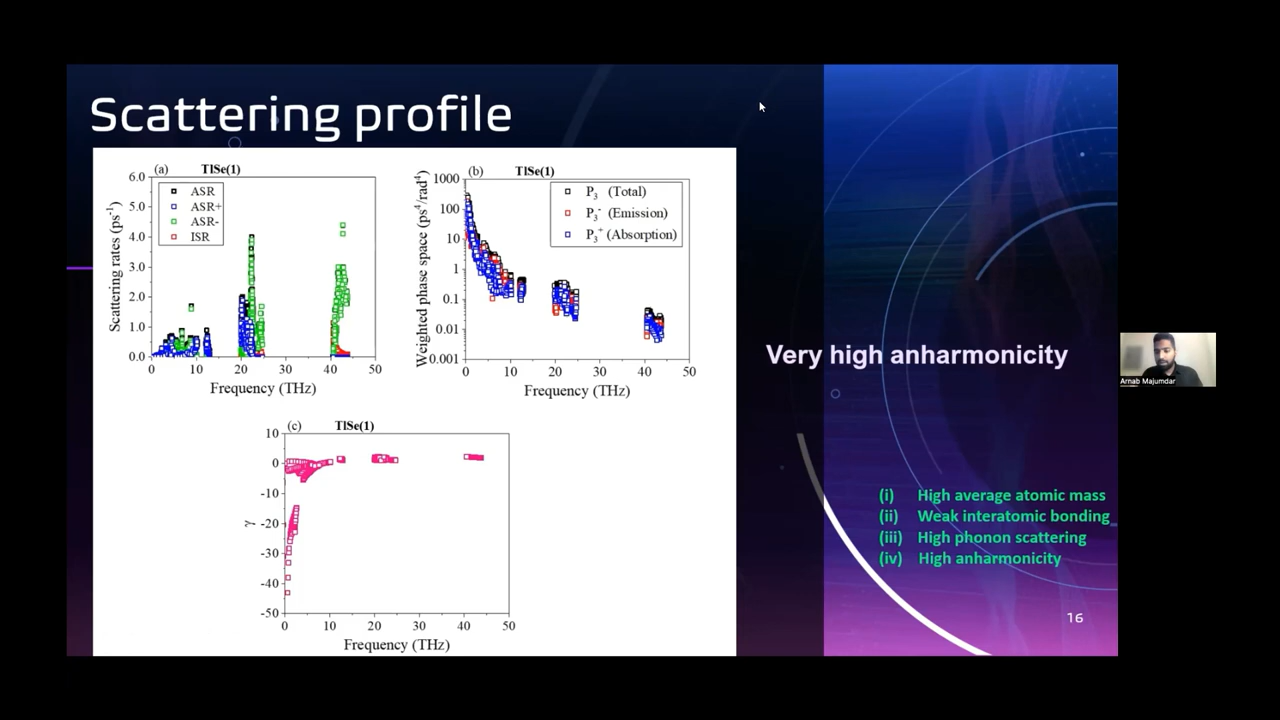 Scattering profile
(a) TlSe(1)
6.0
5.0
4.0
3.0
2.0
1.0
0.0
Scattering rates (ps⁻¹)
ASR
ASR+
ASR-
ISR
0 10 20 30 40 50
Frequency (THz)
(b) TlSe(1)
1000
100
10
1
0.1
0.01
0.001
Weighted phase space (ps⁴/rad⁴)
P₃ (Total)
P₃⁻ (Emission)
P₃⁺ (Absorption)
0 10 20 30 40 50
Frequency (THz)
(c) TlSe(1)
10
0
-10
-20
-30
-40
-50
γ
0 10 20 30 40 50
Frequency (THz)
Very high anharmonicity
(i) High average atomic mass
(ii) Weak interatomic bonding
(iii) High phonon scattering
(iv) High anharmonicity
16
Arnab Majumdar